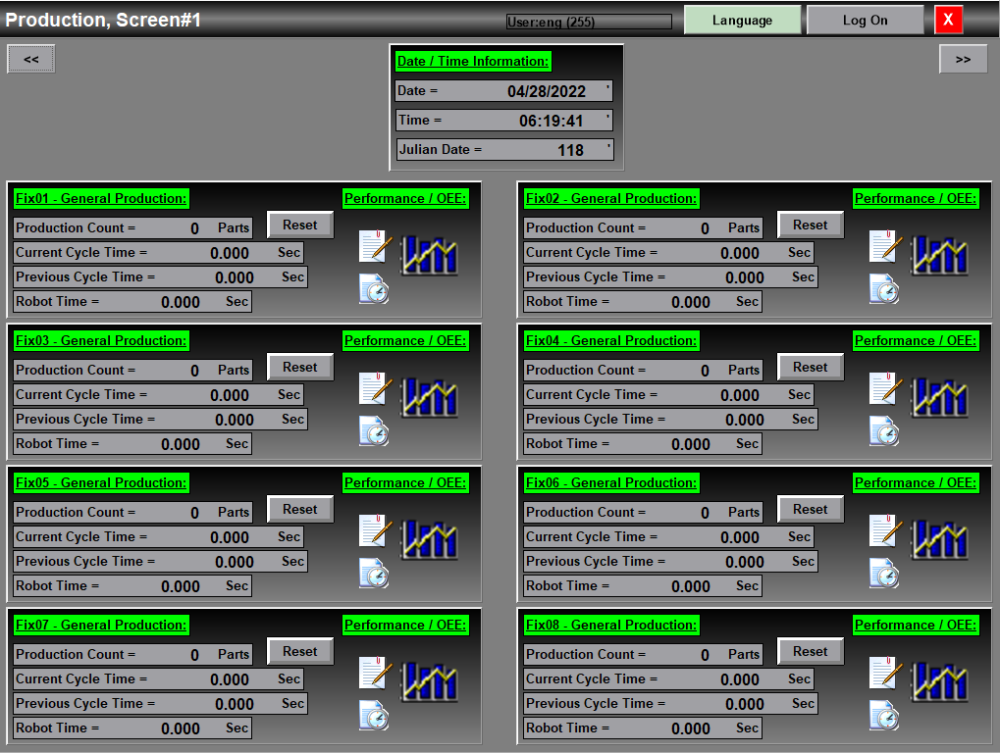 Production, Screen#1 User:eng (255) Language Log On X
<< >>
Date / Time Information:
Date = 04/28/2022 '
Time = 06:19:41 '
Julian Date = 118 '
Fix01 - General Production: Performance / OEE:
Production Count = 0 Parts Reset
Current Cycle Time = 0.000 Sec
Previous Cycle Time = 0.000 Sec
Robot Time = 0.000 Sec
Fix02 - General Production: Performance / OEE:
Production Count = 0 Parts Reset
Current Cycle Time = 0.000 Sec
Previous Cycle Time = 0.000 Sec
Robot Time = 0.000 Sec
Fix03 - General Production: Performance / OEE:
Production Count = 0 Parts Reset
Current Cycle Time = 0.000 Sec
Previous Cycle Time = 0.000 Sec
Robot Time = 0.000 Sec
Fix04 - General Production: Performance / OEE:
Production Count = 0 Parts Reset
Current Cycle Time = 0.000 Sec
Previous Cycle Time = 0.000 Sec
Robot Time = 0.000 Sec
Fix05 - General Production: Performance / OEE:
Production Count = 0 Parts Reset
Current Cycle Time = 0.000 Sec
Previous Cycle Time = 0.000 Sec
Robot Time = 0.000 Sec
Fix06 - General Production: Performance / OEE:
Production Count = 0 Parts Reset
Current Cycle Time = 0.000 Sec
Previous Cycle Time = 0.000 Sec
Robot Time = 0.000 Sec
Fix07 - General Production: Performance / OEE:
Production Count = 0 Parts Reset
Current Cycle Time = 0.000 Sec
Previous Cycle Time = 0.000 Sec
Robot Time = 0.000 Sec
Fix08 - General Production: Performance / OEE:
Production Count = 0 Parts Reset
Current Cycle Time = 0.000 Sec
Previous Cycle Time = 0.000 Sec
Robot Time = 0.000 Sec